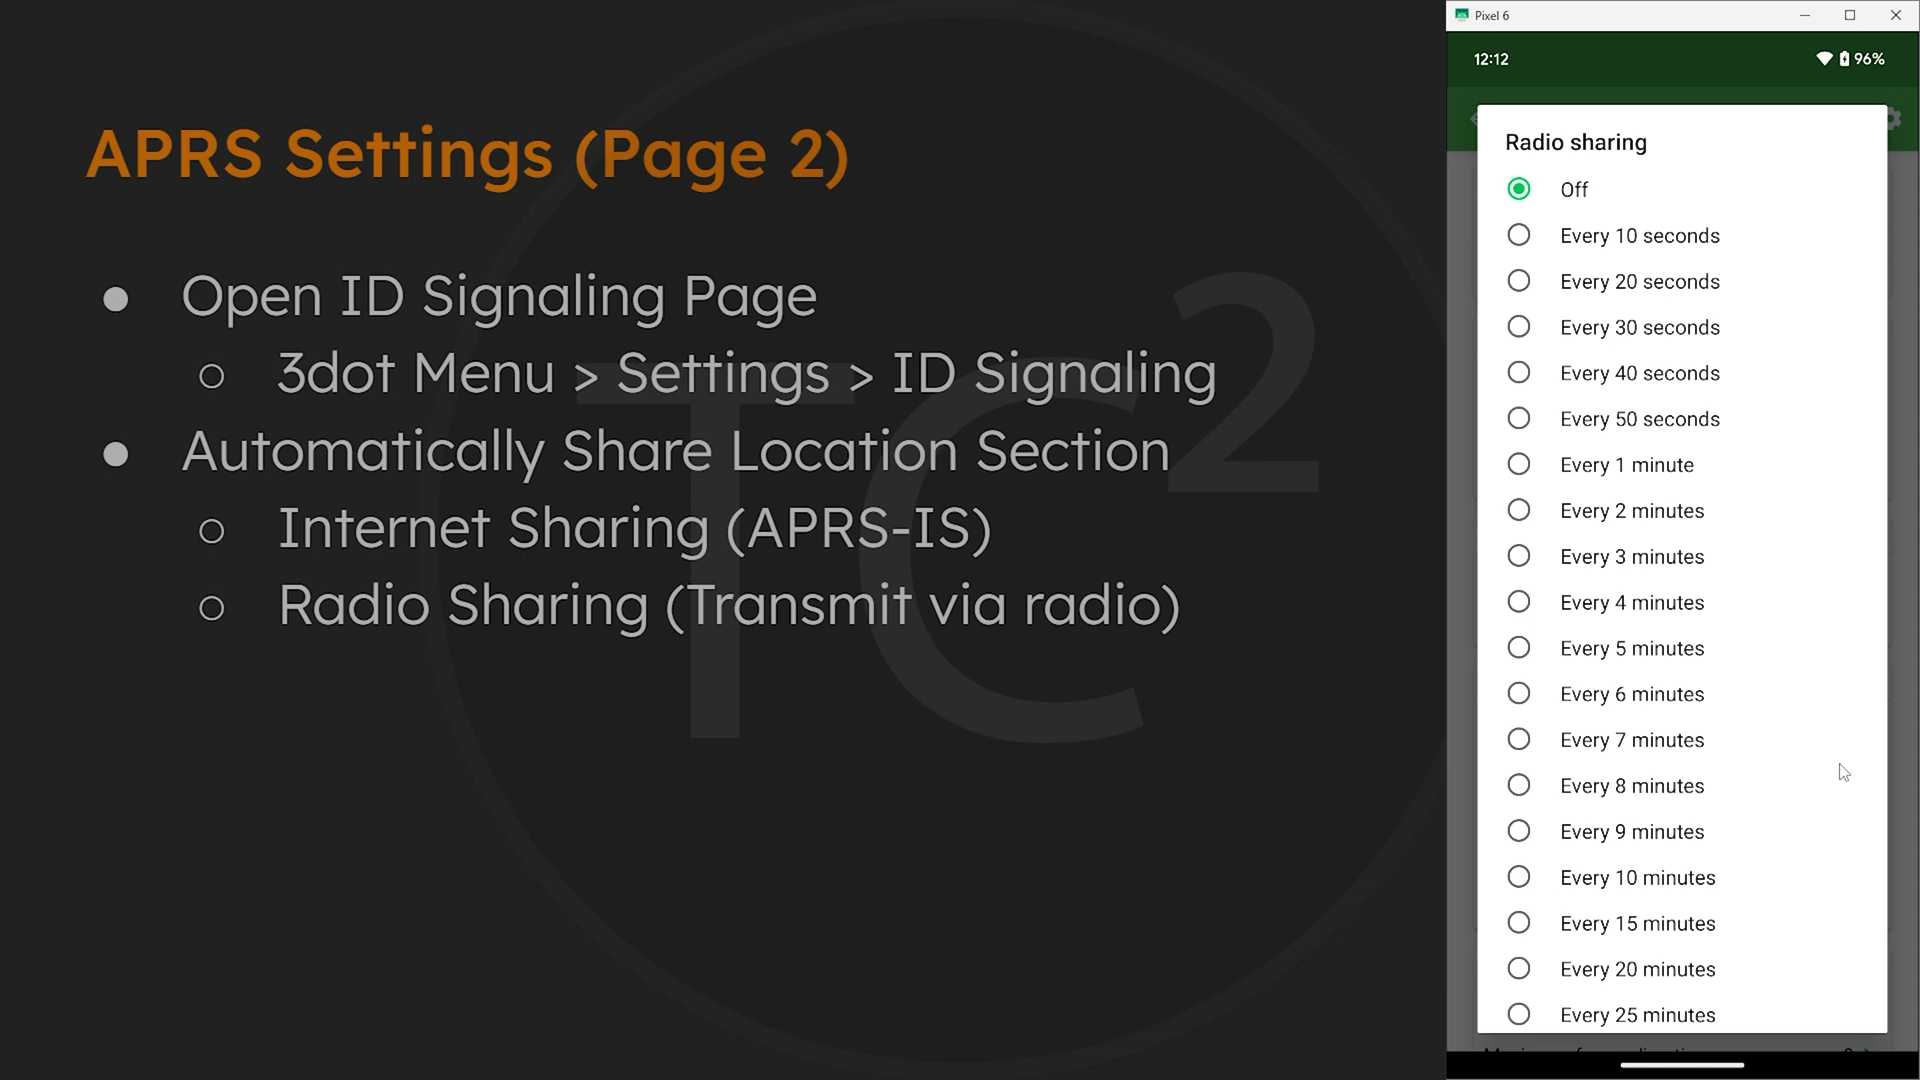 APRS Settings (Page 2)
● Open ID Signaling Page
○ 3dot Menu > Settings > ID Signaling
● Automatically Share Location Section
○ Internet Sharing (APRS-IS)
○ Radio Sharing (Transmit via radio)
TC²
Pixel 6
12:12
96%
Radio sharing
Off
Every 10 seconds
Every 20 seconds
Every 30 seconds
Every 40 seconds
Every 50 seconds
Every 1 minute
Every 2 minutes
Every 3 minutes
Every 4 minutes
Every 5 minutes
Every 6 minutes
Every 7 minutes
Every 8 minutes
Every 9 minutes
Every 10 minutes
Every 15 minutes
Every 20 minutes
Every 25 minutes